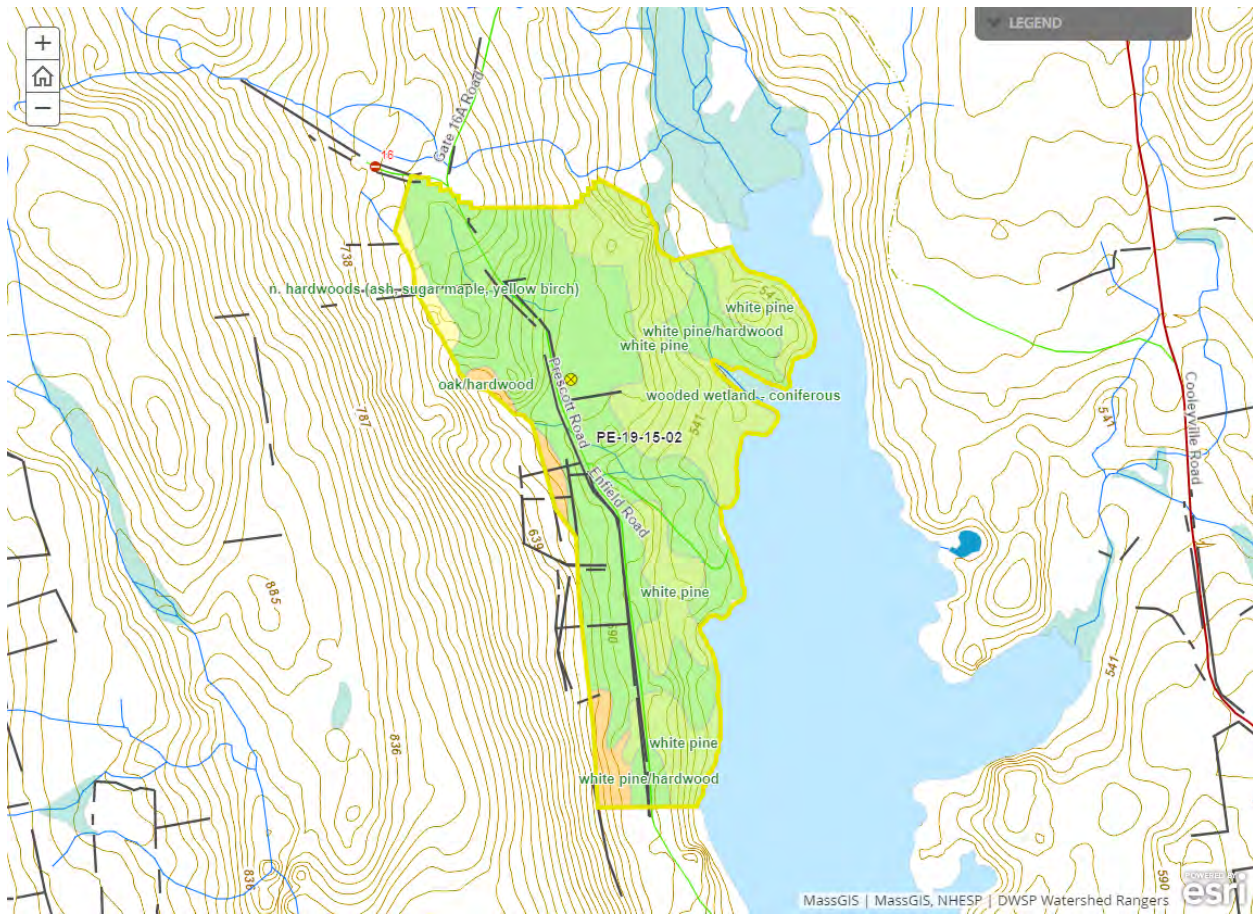 +
−
LEGEND
Gate 16A Road
16
738
n. hardwoods (ash, sugar maple, yellow birch)
541
white pine
white pine/hardwood
white pine
oak/hardwood
wooded wetland - coniferous
Prescott Road
541
787
PE-19-15-02
Cooleyville Road
541
Enfield Road
639
885
white pine
590
541
836
white pine
white pine/hardwood
836
590
MassGIS | MassGIS, NHESP | DWSP Watershed Rangers
POWERED BY
esri